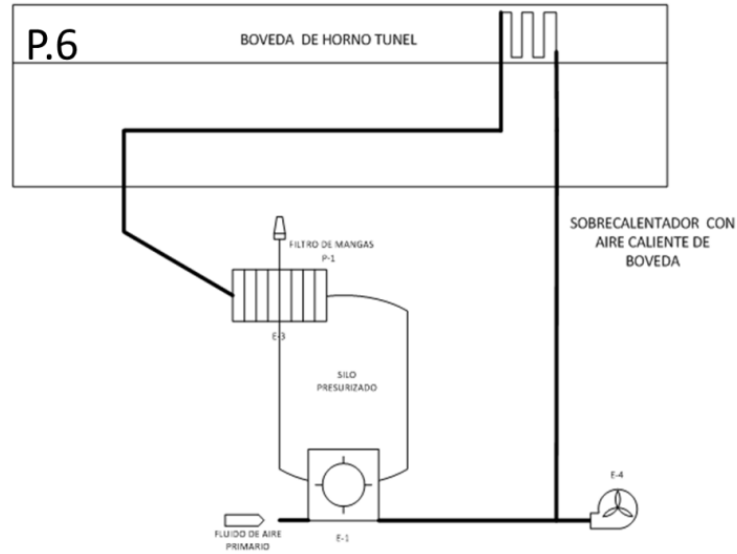 P.6
BOVEDA DE HORNO TUNEL
SOBRECALENTADOR CON
AIRE CALIENTE DE
BOVEDA
FILTRO DE MANGAS
P-1
E-3
SILO
PRESURIZADO
E-4
FLUIDO DE AIRE
PRIMARIO
E-1